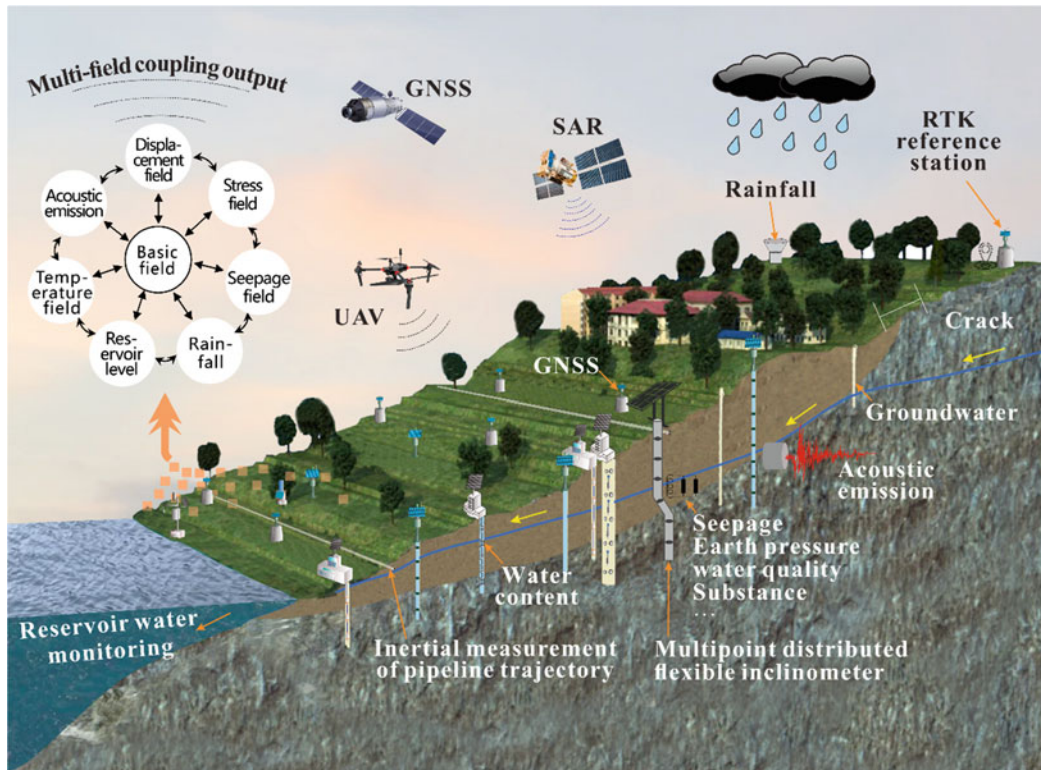 Multi-field coupling output
Displa-
cement
field
Acoustic
emission
Stress
field
Basic
field
Temp-
erature
field
Seepage
field
Res-
ervoir
level
Rain-
fall
GNSS
SAR
UAV
Rainfall
RTK
reference
station
GNSS
Crack
Groundwater
Acoustic
emission
Seepage
Earth pressure
water quality
Substance
...
Water
content
Reservoir water
monitoring
Inertial measurement
of pipeline trajectory
Multipoint distributed
flexible inclinometer